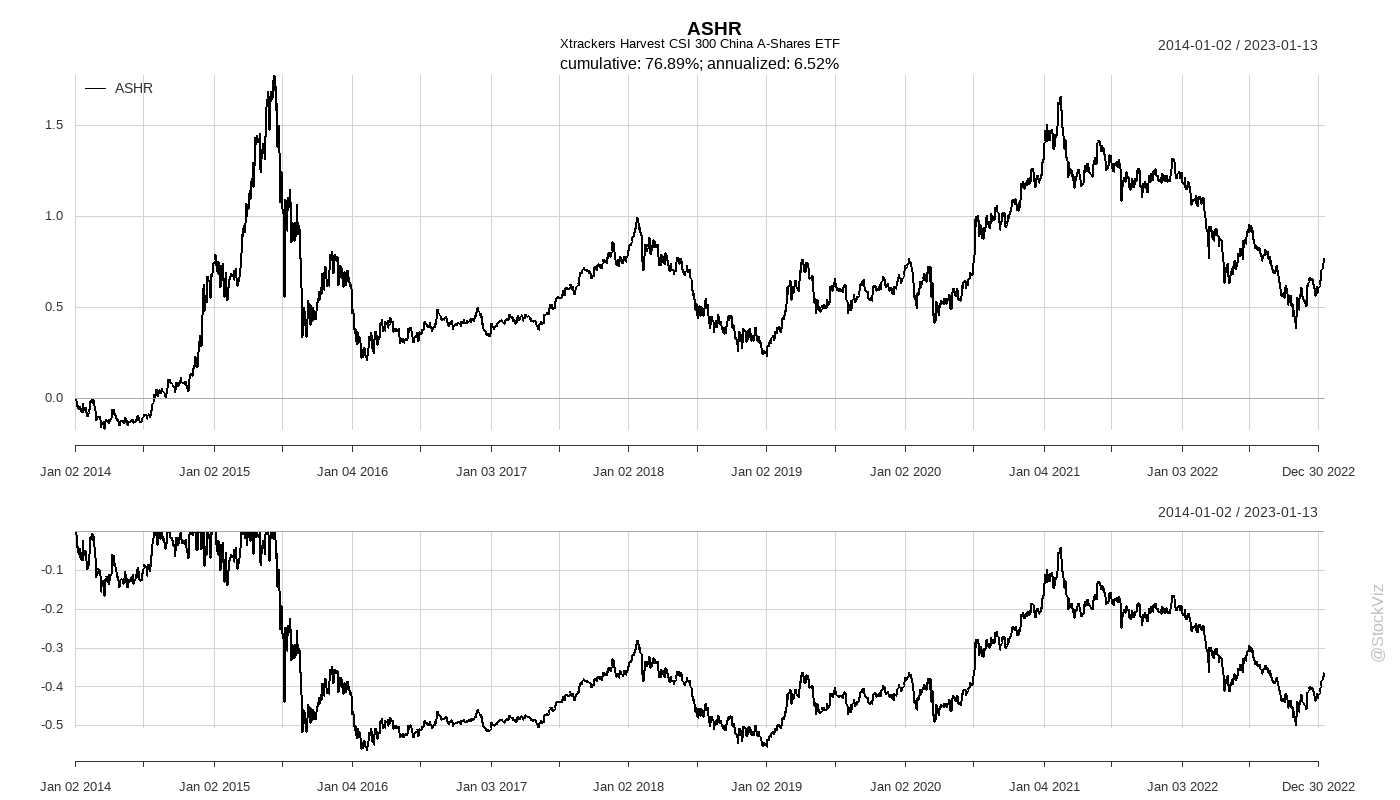 ASHR
Xtrackers Harvest CSI 300 China A-Shares ETF
cumulative: 76.89%; annualized: 6.52%
2014-01-02 / 2023-01-13
ASHR
1.5
1.0
0.5
0.0
Jan 02 2014 Jan 02 2015 Jan 04 2016 Jan 03 2017 Jan 02 2018 Jan 02 2019 Jan 02 2020 Jan 04 2021 Jan 03 2022 Dec 30 2022
2014-01-02 / 2023-01-13
-0.1
-0.2
-0.3
-0.4
-0.5
Jan 02 2014 Jan 02 2015 Jan 04 2016 Jan 03 2017 Jan 02 2018 Jan 02 2019 Jan 02 2020 Jan 04 2021 Jan 03 2022 Dec 30 2022
@StockViz